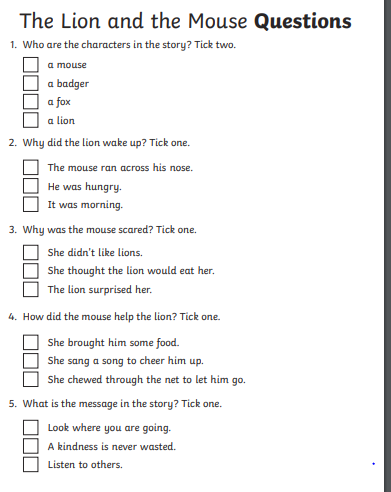 The Lion and the Mouse Questions
1. Who are the characters in the story? Tick two.
a mouse
a badger
a fox
a lion
2. Why did the lion wake up? Tick one.
The mouse ran across his nose.
He was hungry.
It was morning.
3. Why was the mouse scared? Tick one.
She didn't like lions.
She thought the lion would eat her.
The lion surprised her.
4. How did the mouse help the lion? Tick one.
She brought him some food.
She sang a song to cheer him up.
She chewed through the net to let him go.
5. What is the message in the story? Tick one.
Look where you are going.
A kindness is never wasted.
Listen to others.